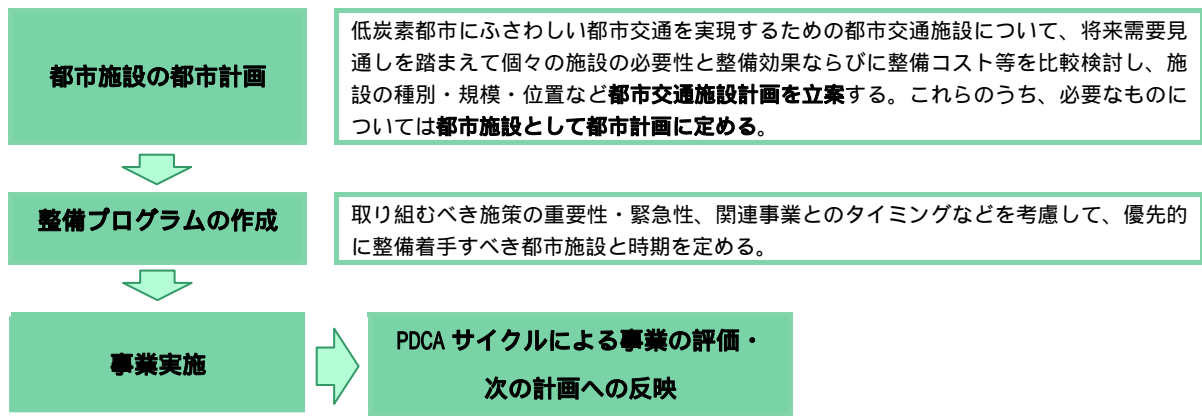 都市施設の都市計画
低炭素都市にふさわしい都市交通を実現するための都市交通施設について、将来需要見
通しを踏まえて個々の施設の必要性と整備効果ならびに整備コスト等を比較検討し、施
設の種別・規模・位置など都市交通施設計画を立案する。これらのうち、必要なものに
ついては都市施設として都市計画に定める。
整備プログラムの作成
取り組むべき施策の重要性・緊急性、関連事業とのタイミングなどを考慮して、優先的
に整備着手すべき都市施設と時期を定める。
事業実施
PDCA サイクルによる事業の評価・
次の計画への反映